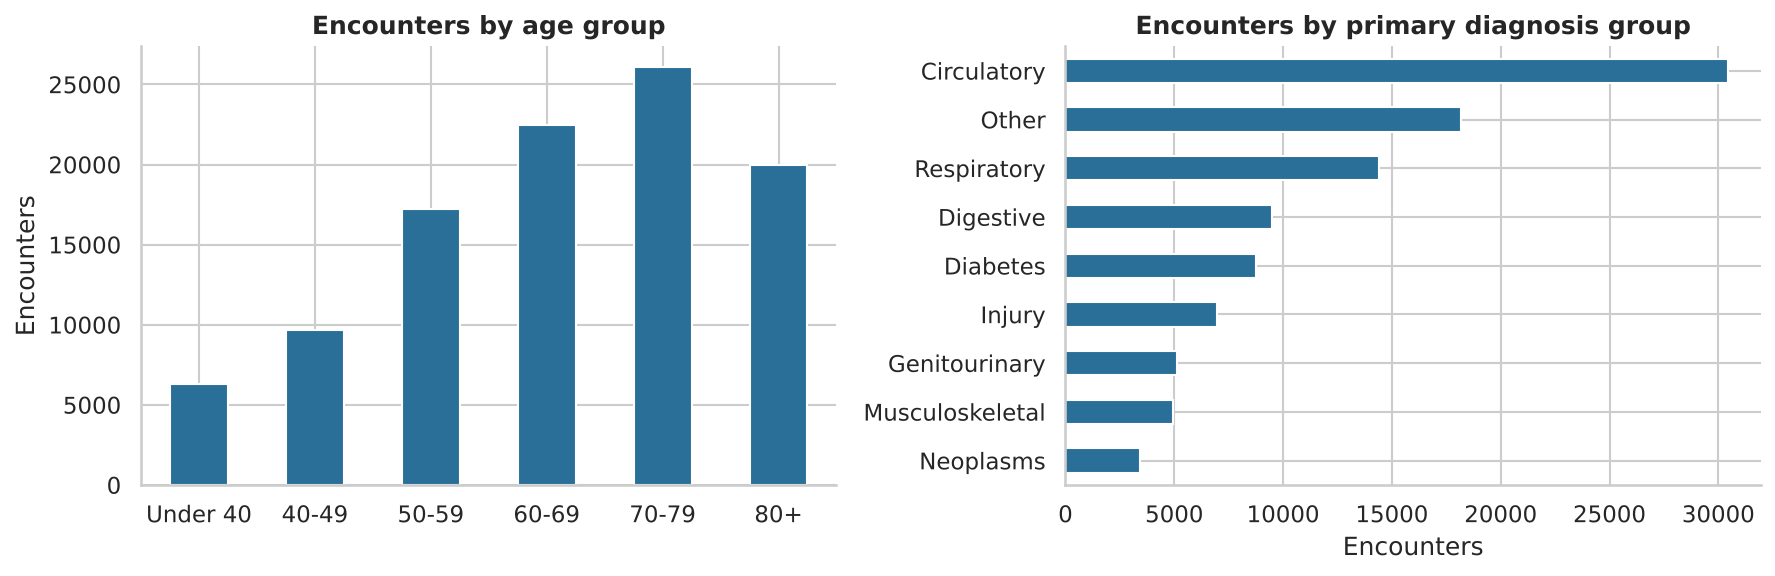 Encounters by age group
Encounters
25000
20000
15000
10000
5000
0
Under 40 40-49 50-59 60-69 70-79 80+
Encounters by primary diagnosis group
Circulatory
Other
Respiratory
Digestive
Diabetes
Injury
Genitourinary
Musculoskeletal
Neoplasms
0 5000 10000 15000 20000 25000 30000
Encounters